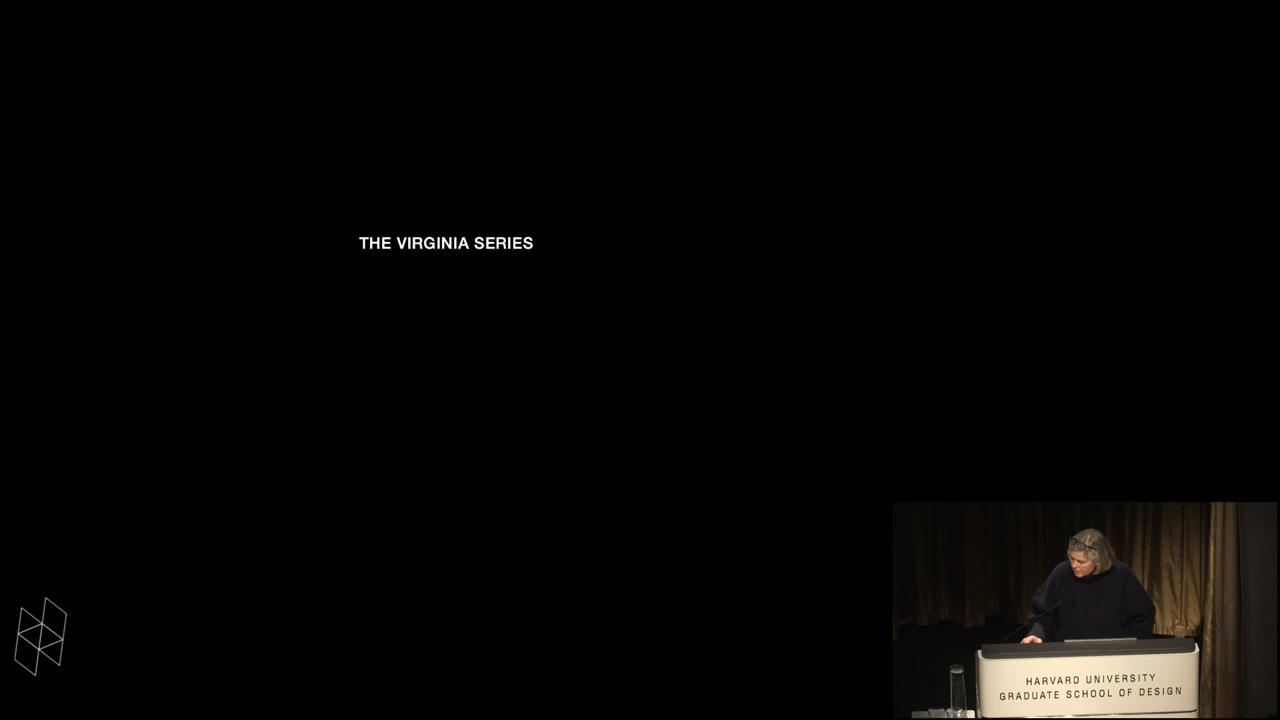 THE VIRGINIA SERIES
HARVARD UNIVERSITY
GRADUATE SCHOOL OF DESIGN